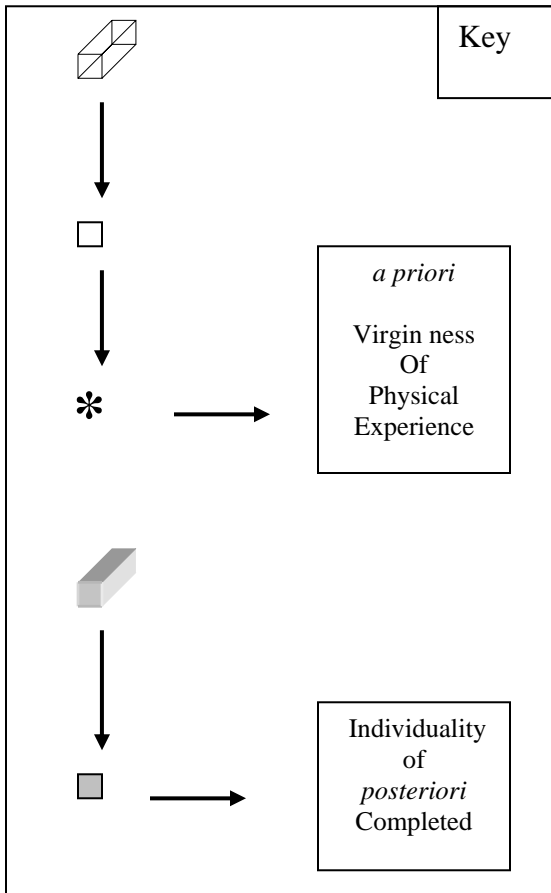 Key
a priori
Virgin ness
Of
Physical
Experience
*
Individuality
of
posteriori
Completed